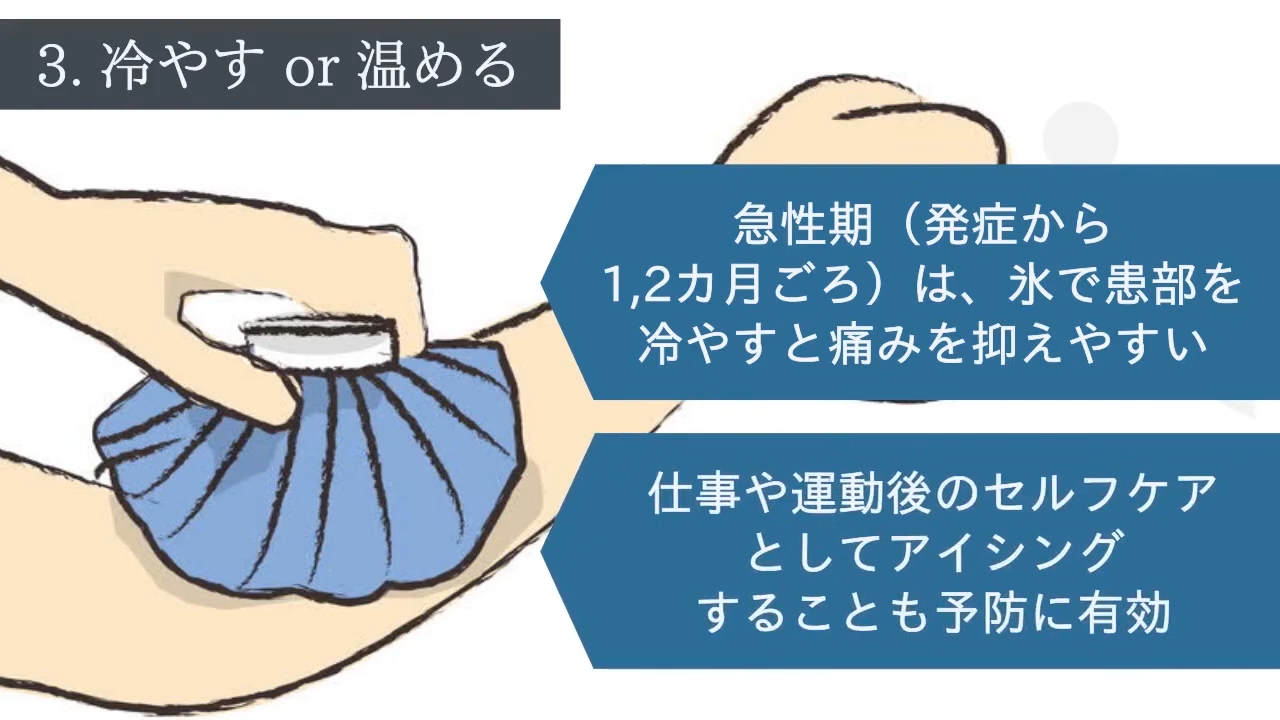 3. 冷やす or 温める
急性期（発症から
1,2カ月ごろ）は、氷で患部を
冷やすと痛みを抑えやすい
仕事や運動後のセルフケア
としてアイシング
することも予防に有効